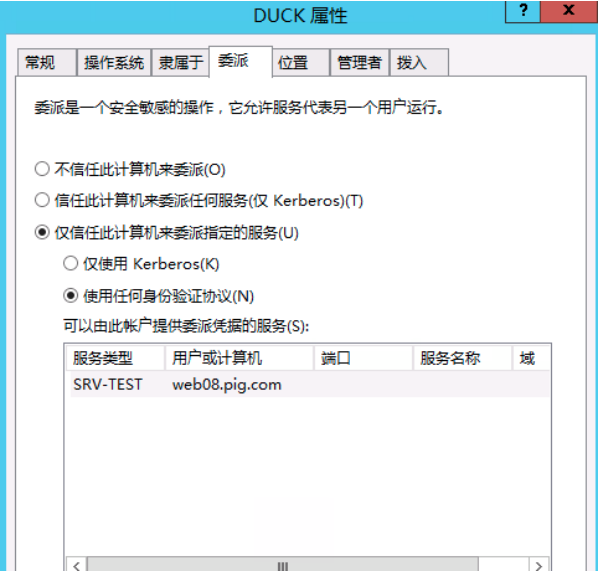 DUCK 属性
? x
常规 操作系统 隶属于 委派 位置 管理者 拨入
委派是一个安全敏感的操作，它允许服务代表另一个用户运行。
不信任此计算机来委派(O)
信任此计算机来委派任何服务(仅 Kerberos)(T)
仅信任此计算机来委派指定的服务(U)
仅使用 Kerberos(K)
使用任何身份验证协议(N)
可以由此帐户提供委派凭据的服务(S):
服务类型 用户或计算机 端口 服务名称 域
SRV-TEST web08.pig.com